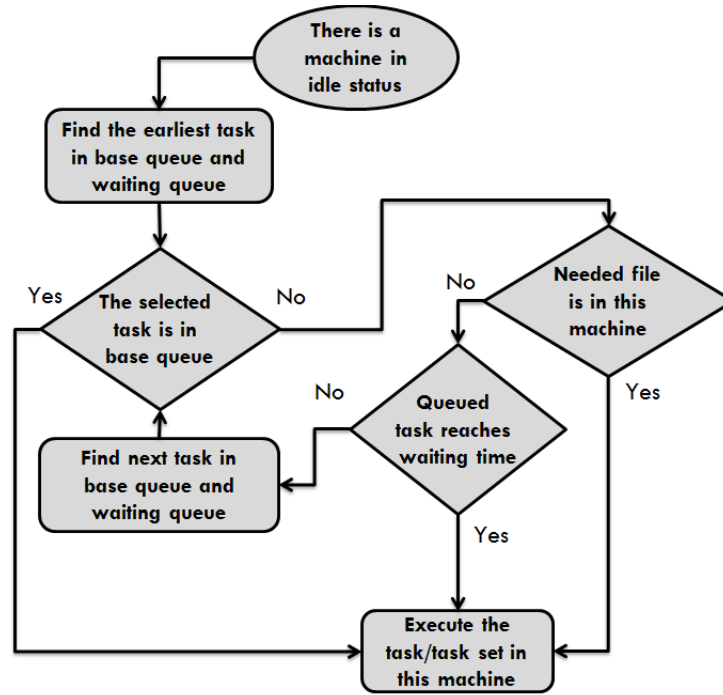 There is a
machine in
idle status
Find the earliest task
in base queue and
waiting queue
Yes
The selected
task is in
base queue
No
No
Needed file
is in this
machine
Yes
No
Queued
task reaches
waiting time
Yes
Find next task in
base queue and
waiting queue
Execute the
task/task set in
this machine